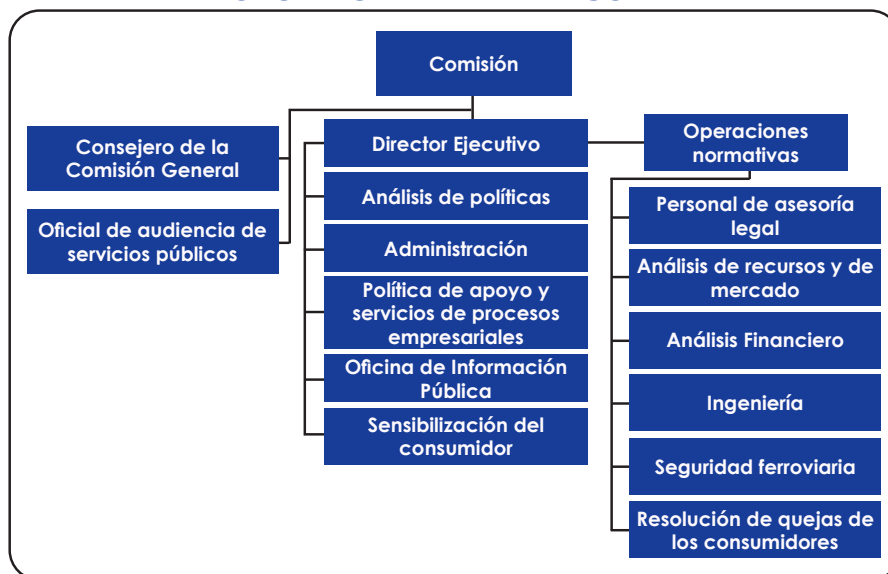 Comisión
Consejero de la
Comisión General
Oficial de audiencia de
servicios públicos
Director Ejecutivo
Análisis de políticas
Administración
Política de apoyo y
servicios de procesos
empresariales
Oficina de Información
Pública
Sensibilización del
consumidor
Operaciones
normativas
Personal de asesoría
legal
Análisis de recursos y de
mercado
Análisis Financiero
Ingeniería
Seguridad ferroviaria
Resolución de quejas de
los consumidores